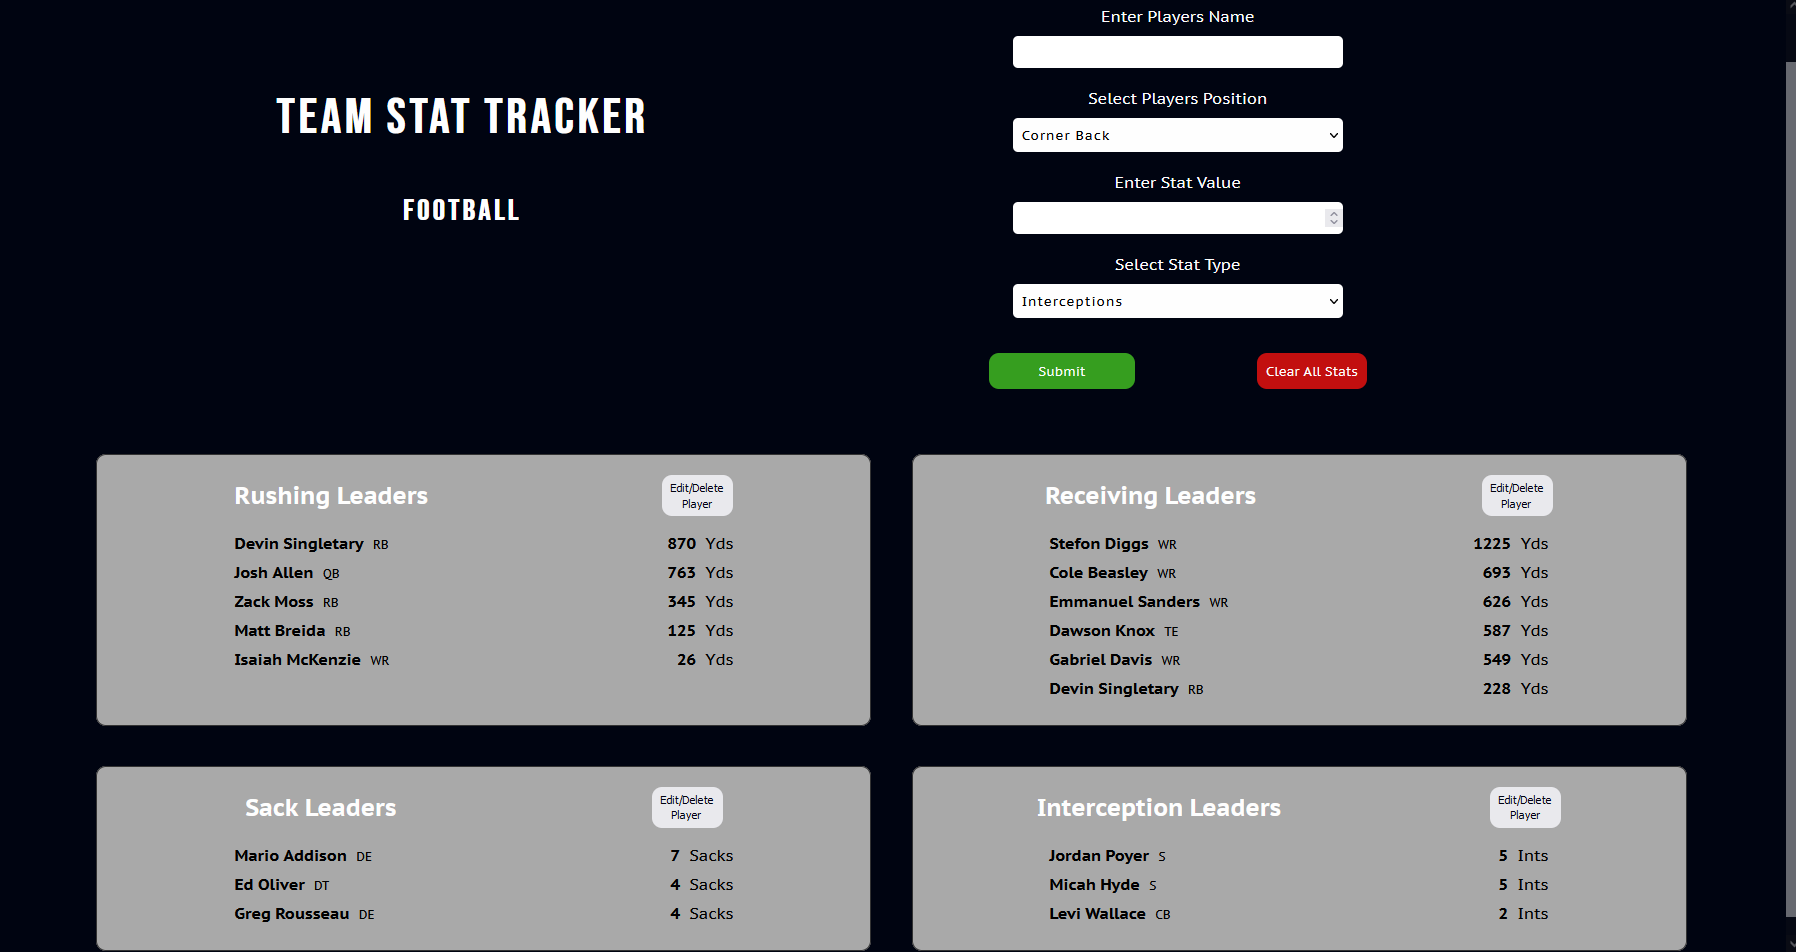 TEAM STAT TRACKER
FOOTBALL
Enter Players Name
Select Players Position
Corner Back
Enter Stat Value
Select Stat Type
Interceptions
Submit
Clear All Stats
Rushing Leaders
Edit/Delete
Player
Devin Singletary RB 870 Yds
Josh Allen QB 763 Yds
Zack Moss RB 345 Yds
Matt Breida RB 125 Yds
Isaiah McKenzie WR 26 Yds
Receiving Leaders
Edit/Delete
Player
Stefon Diggs WR 1225 Yds
Cole Beasley WR 693 Yds
Emmanuel Sanders WR 626 Yds
Dawson Knox TE 587 Yds
Gabriel Davis WR 549 Yds
Devin Singletary RB 228 Yds
Sack Leaders
Edit/Delete
Player
Mario Addison DE 7 Sacks
Ed Oliver DT 4 Sacks
Greg Rousseau DE 4 Sacks
Interception Leaders
Edit/Delete
Player
Jordan Poyer S 5 Ints
Micah Hyde S 5 Ints
Levi Wallace CB 2 Ints